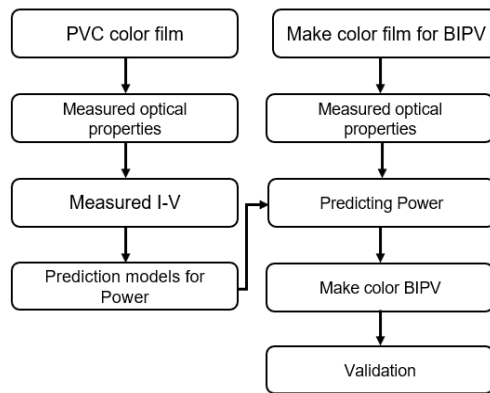 PVC color film
Measured optical
properties
Measured I-V
Prediction models for
Power
Make color film for BIPV
Measured optical
properties
Predicting Power
Make color BIPV
Validation